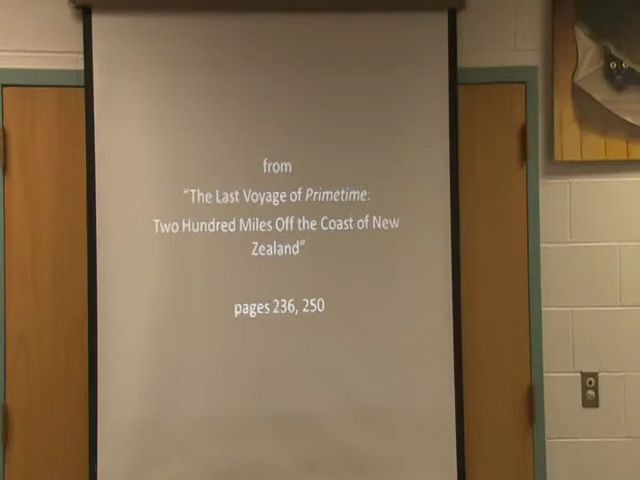 from
“The Last Voyage of Primetime:
Two Hundred Miles Off the Coast of New
Zealand”
pages 236, 250